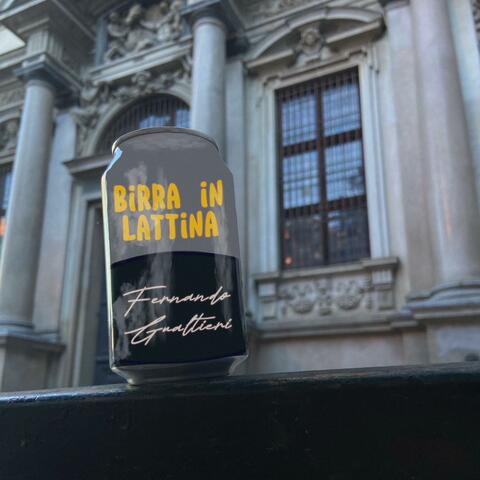 BiRRA iN
LATTiNA
Fernando
Gualtieri